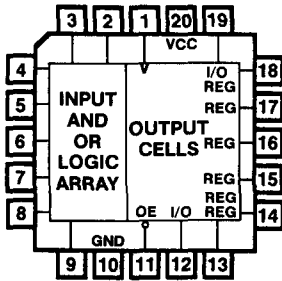 3 2 1 20 19
VCC
4 I/O 18
REG
5 INPUT REG 17
AND OUTPUT
6 OR CELLS REG 16
LOGIC
7 ARRAY REG 15
REG
8 OE I/O REG 14
GND
9 10 11 12 13